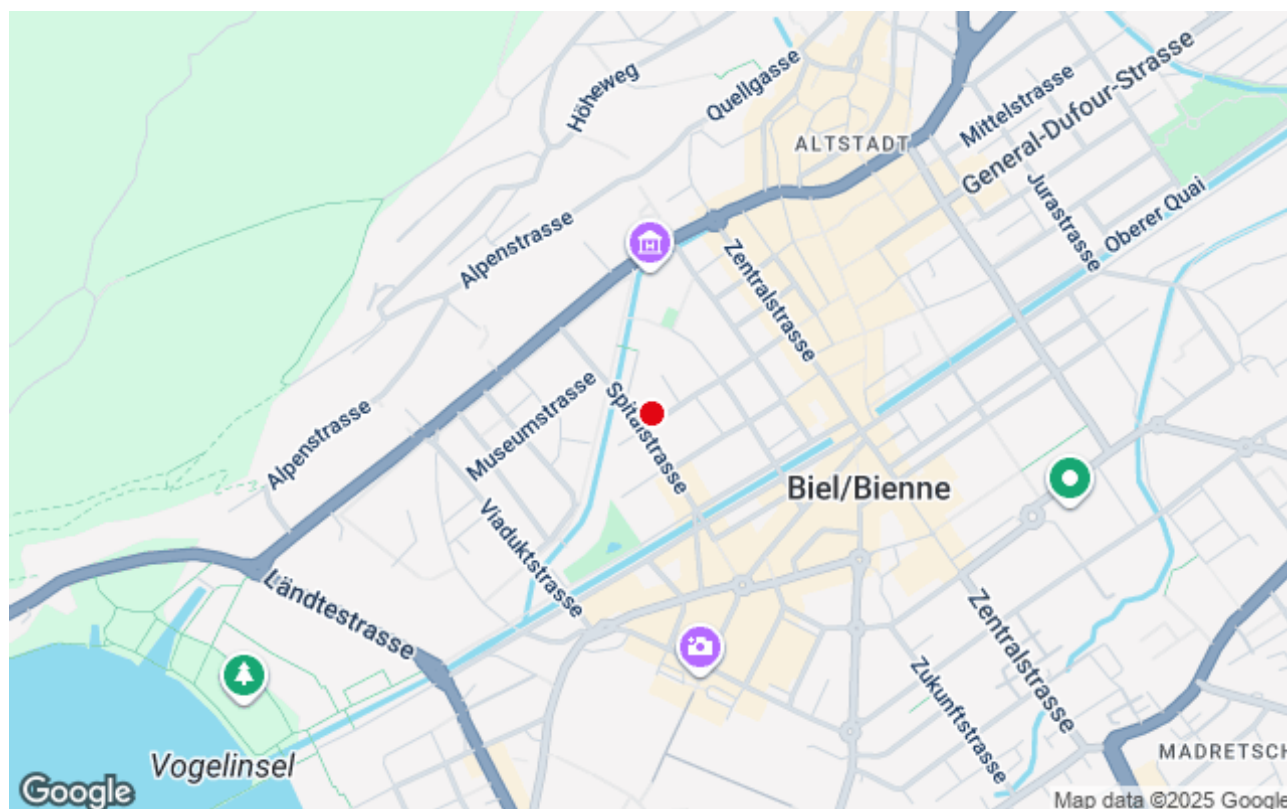 Höheweg
Quellgasse
Mittelstrasse
General-Dufour-Strasse
ALTSTADT
Jurastrasse
Oberer Quai
Alpenstrasse
Zentralstrasse
Museumstrasse
Spitalstrasse
Alpenstrasse
Biel/Bienne
Viaduktstrasse
Ländtestrasse
Zentralstrasse
Zukunftstrasse
Vogelinsel
MADRETSCH
Google
Map data ©2025 Google